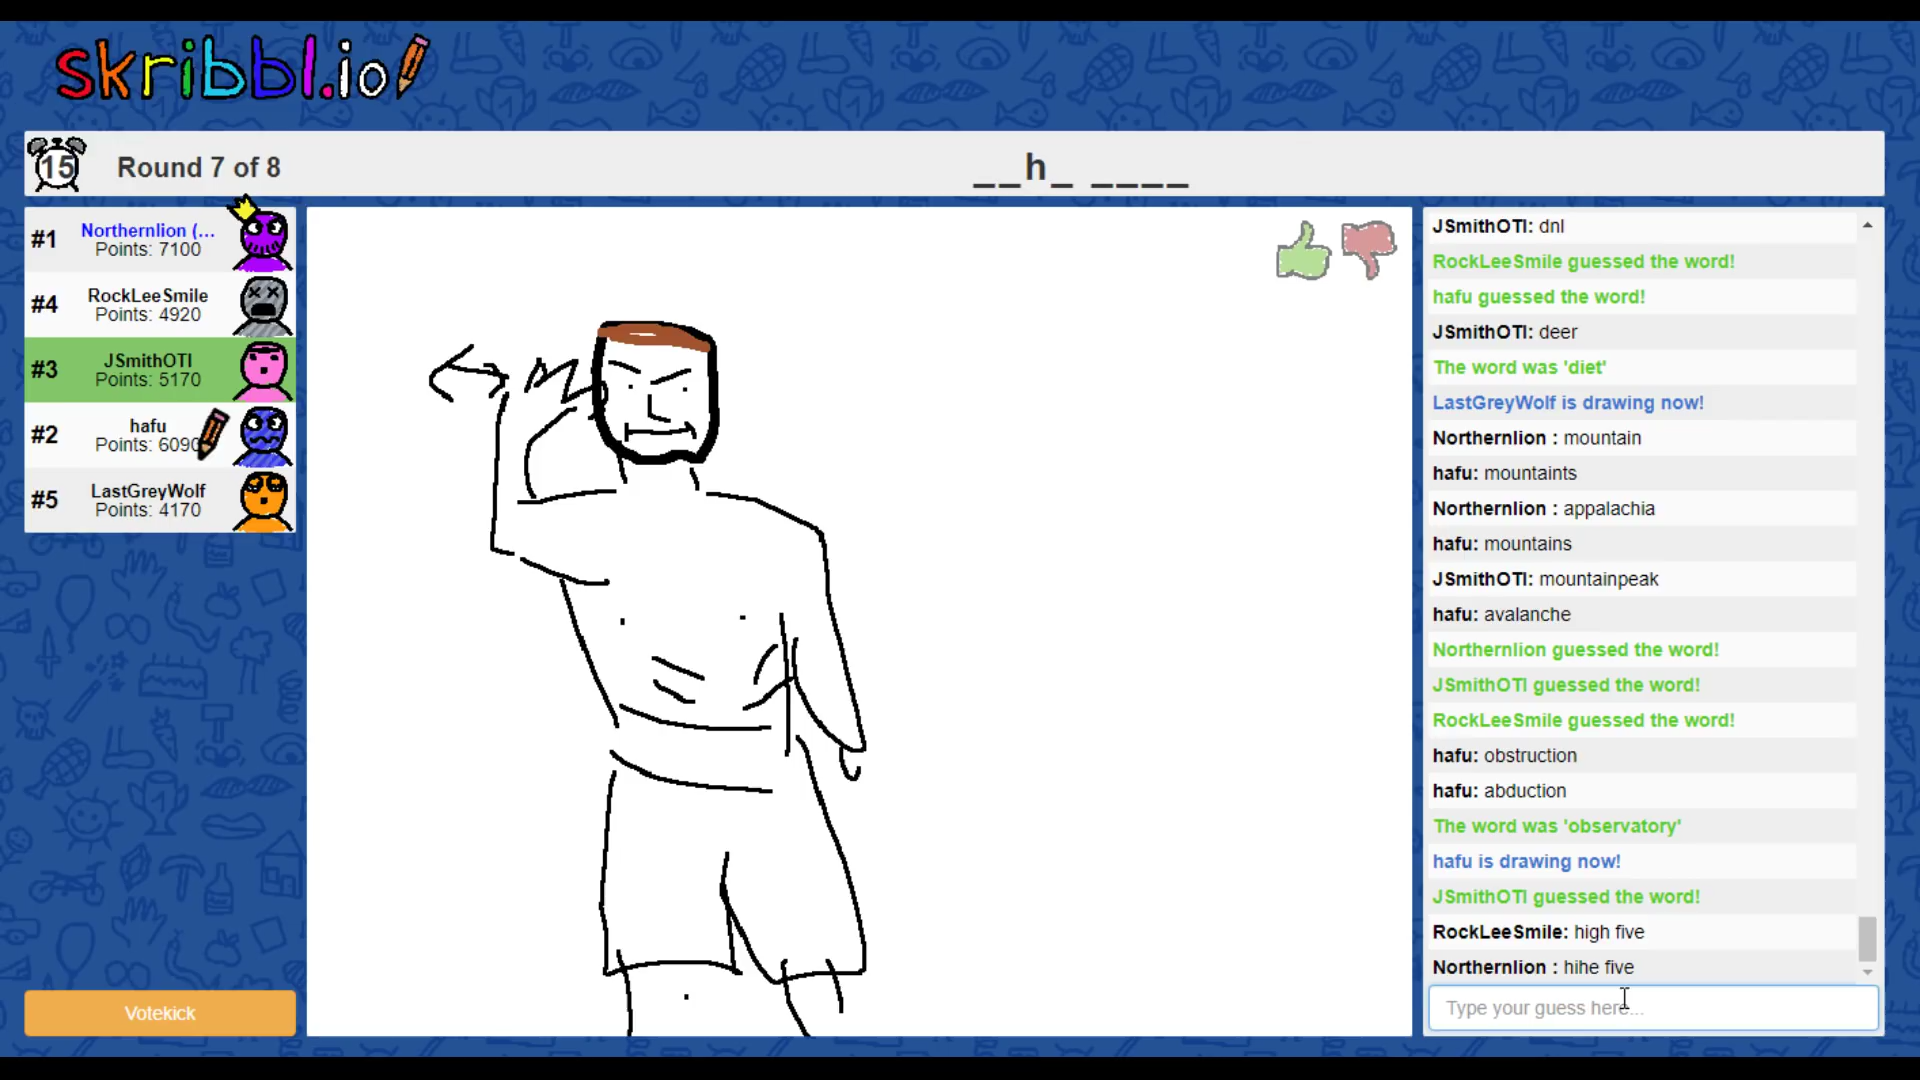 skribbl.io
15
Round 7 of 8
__h_ ____
#1
Northernlion (...
Points: 7100
#4
RockLeeSmile
Points: 4920
#3
JSmithOTI
Points: 5170
#2
hafu
Points: 6090
#5
LastGreyWolf
Points: 4170
Votekick
JSmithOTI: dnl
RockLeeSmile guessed the word!
hafu guessed the word!
JSmithOTI: deer
The word was 'diet'
LastGreyWolf is drawing now!
Northernlion : mountain
hafu: mountaints
Northernlion : appalachia
hafu: mountains
JSmithOTI: mountainpeak
hafu: avalanche
Northernlion guessed the word!
JSmithOTI guessed the word!
RockLeeSmile guessed the word!
hafu: obstruction
hafu: abduction
The word was 'observatory'
hafu is drawing now!
JSmithOTI guessed the word!
RockLeeSmile: high five
Northernlion : hihe five
Type your guess here...